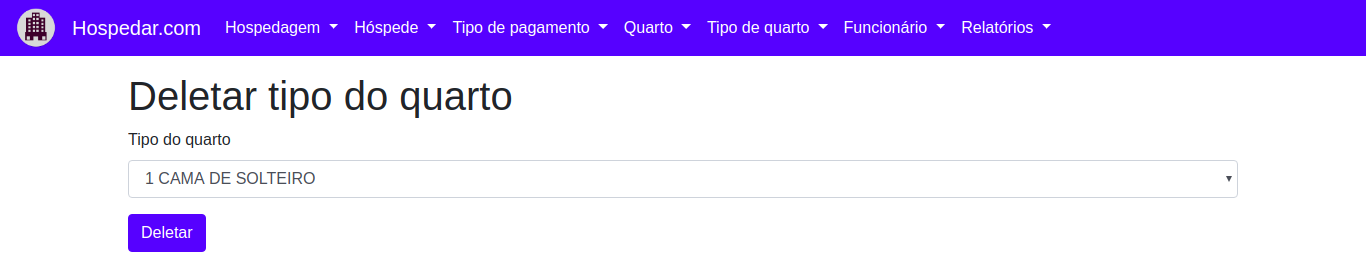 Hospedar.com Hospedagem Hóspede Tipo de pagamento Quarto Tipo de quarto Funcionário Relatórios
Deletar tipo do quarto
Tipo do quarto
1 CAMA DE SOLTEIRO
Deletar